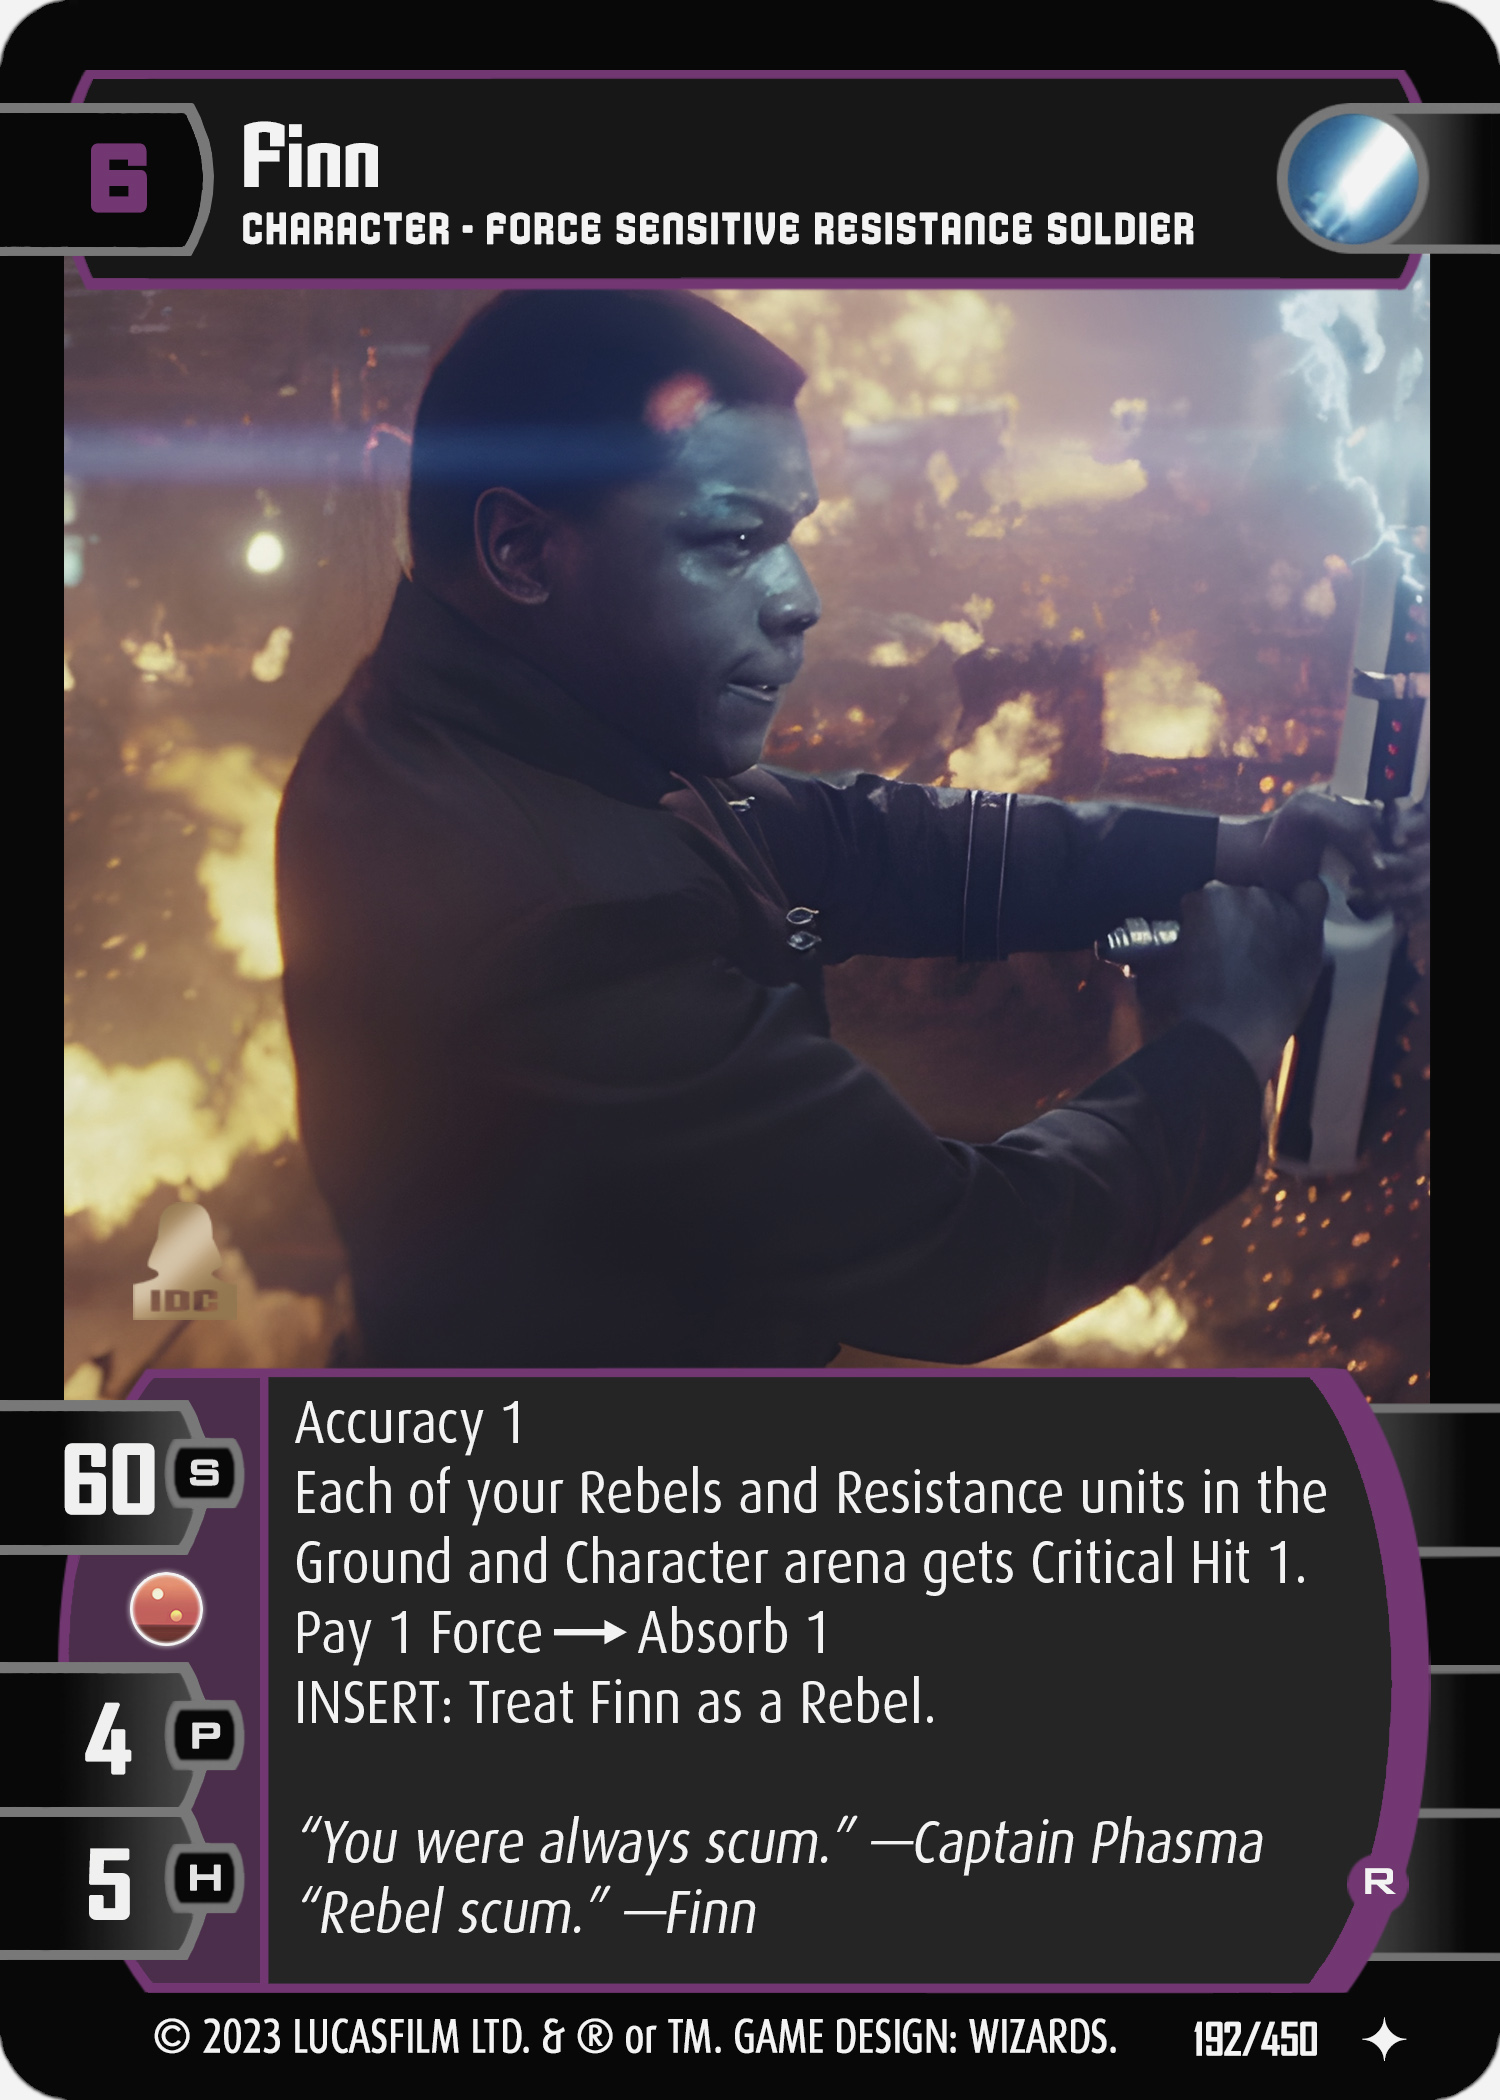 6
Finn
CHARACTER - FORCE SENSITIVE RESISTANCE SOLDIER
IDC
60 S
Accuracy 1
Each of your Rebels and Resistance units in the
Ground and Character arena gets Critical Hit 1.
Pay 1 Force → Absorb 1
INSERT: Treat Finn as a Rebel.
4 P
5 H
“You were always scum.” —Captain Phasma
“Rebel scum.” —Finn
R
© 2023 LUCASFILM LTD. & ® or TM. GAME DESIGN: WIZARDS.
192/450